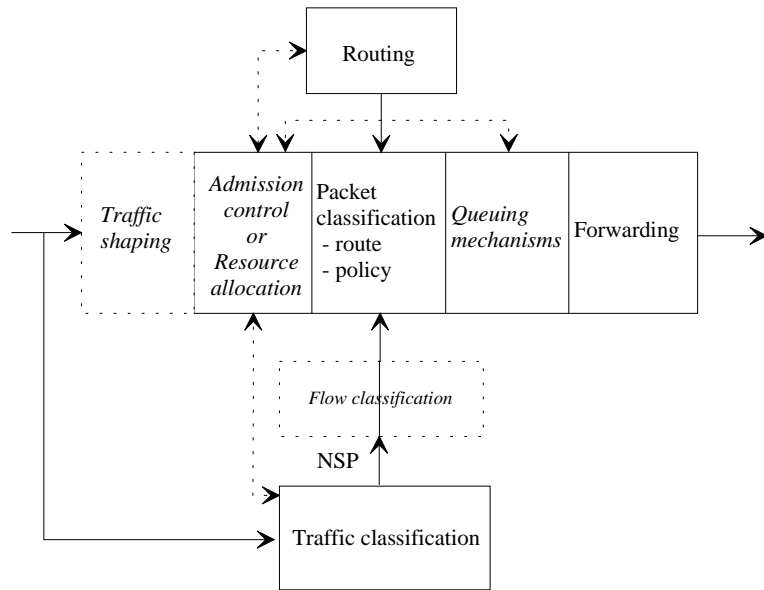 Routing
Traffic
shaping
Admission
control
or
Resource
allocation
Packet
classification
- route
- policy
Queuing
mechanisms
Forwarding
Flow classification
NSP
Traffic classification